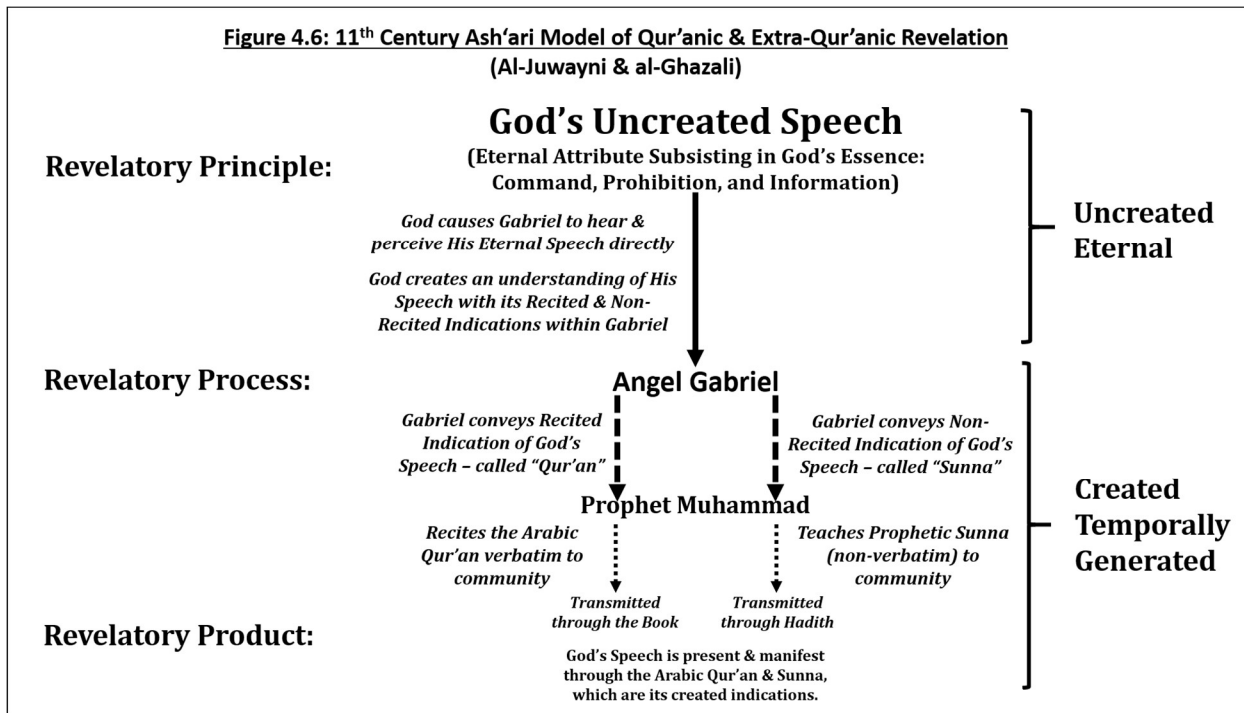 Figure 4.6: 11th Century Ash‘ari Model of Qur’anic & Extra-Qur’anic Revelation
(Al-Juwayni & al-Ghazali)
God’s Uncreated Speech
Revelatory Principle:
(Eternal Attribute Subsisting in God’s Essence:
Command, Prohibition, and Information)
God causes Gabriel to hear &
perceive His Eternal Speech directly
God creates an understanding of His
Speech with its Recited & Non-
Recited Indications within Gabriel
Uncreated
Eternal
Revelatory Process:
Angel Gabriel
Gabriel conveys Recited
Indication of God’s
Speech – called “Qur’an”
Gabriel conveys Non-
Recited Indication of God’s
Speech – called “Sunna”
Prophet Muhammad
Recites the Arabic
Qur’an verbatim to
community
Teaches Prophetic Sunna
(non-verbatim) to
community
Created
Temporally
Generated
Transmitted
through the Book
Transmitted
through Hadith
Revelatory Product:
God’s Speech is present & manifest
through the Arabic Qur’an & Sunna,
which are its created indications.